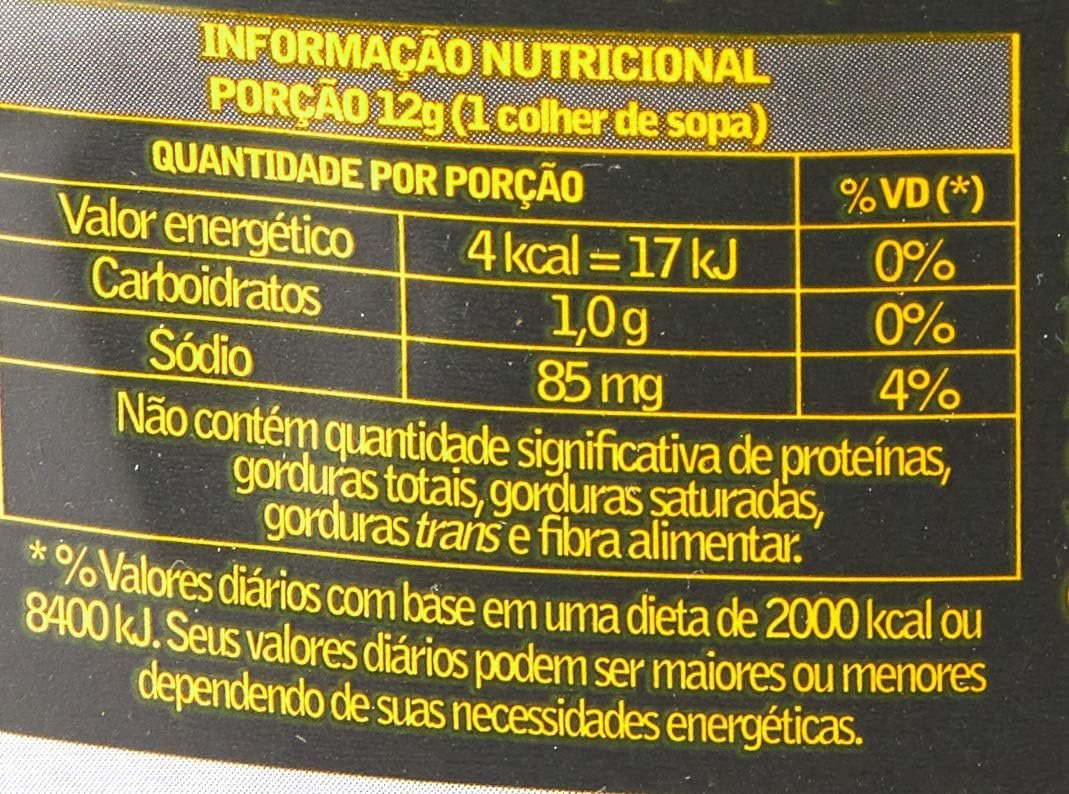 INFORMAÇÃO NUTRICIONAL
PORÇÃO 12g (1 colher de sopa)
QUANTIDADE POR PORÇÃO % VD (*)
Valor energético 4 kcal = 17 kJ 0%
Carboidratos 1,0 g 0%
Sódio 85 mg 4%
Não contém quantidade significativa de proteínas,
gorduras totais, gorduras saturadas,
gorduras trans e fibra alimentar.
* % Valores diários com base em uma dieta de 2000 kcal ou
8400 kJ. Seus valores diários podem ser maiores ou menores
dependendo de suas necessidades energéticas.